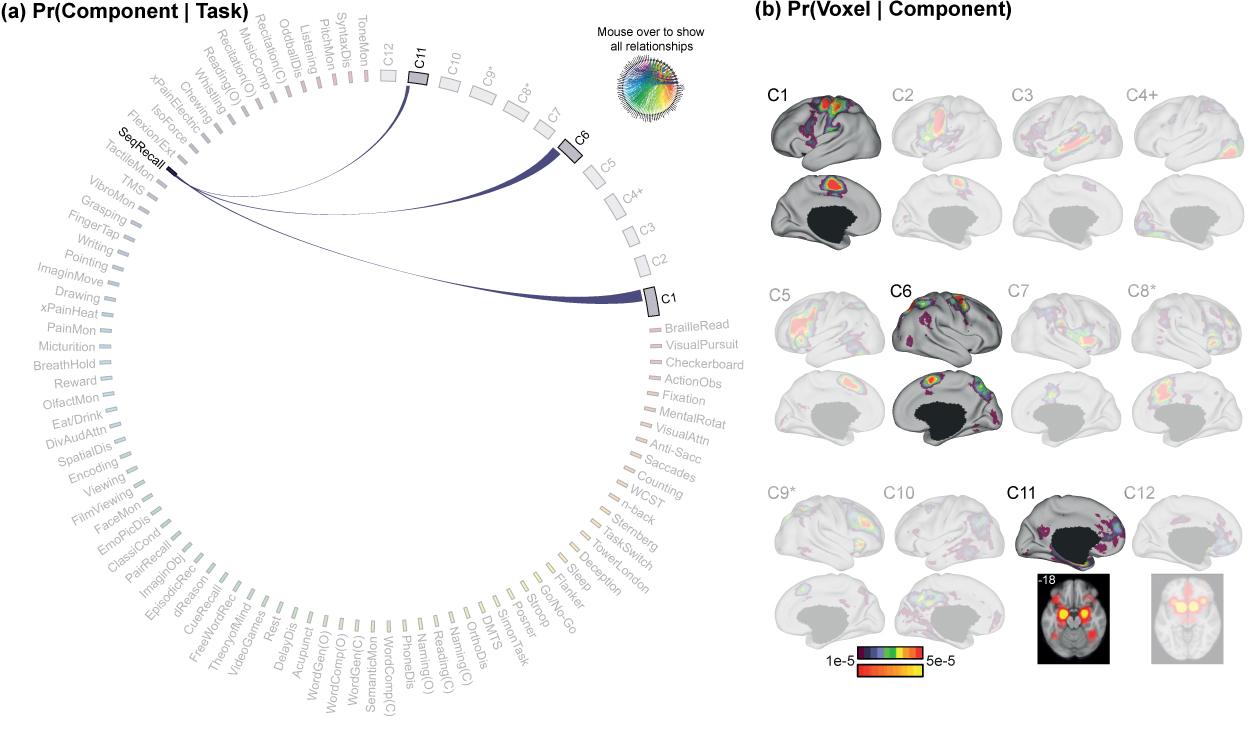 (a) Pr(Component | Task)
(b) Pr(Voxel | Component)
Mouse over to show
all relationships
C12
C11
C10
C9*
C8*
C7
C6
C5
C4+
C3
C2
C1
BrailleRead
VisualPursuit
Checkerboard
ActionObs
Fixation
MentalRotat
VisualAttn
Anti-Sacc
Saccades
Counting
WCST
n-back
Sternberg
TaskSwitch
TowerLondon
Deception
Sleep
Flanker
Go/No-Go
Stroop
Posner
SimonTask
DMTS
OrthoDis
Naming(C)
Reading(C)
Naming(O)
PhoneDis
WordComp(C)
SemanticMon
WordGen(C)
WordComp(O)
WordGen(O)
Acupunct
DelayDis
Rest
VideoGames
TheoryofMind
FreeWordRec
CueRecall
dReason
EpisodicRec
ImaginObj
PairRecall
ClassiCond
EmoPicDis
FaceMon
FilmViewing
Viewing
Encoding
SpatialDis
DivAudAttn
Eat/Drink
OlfactMon
Reward
BreathHold
Micturition
PainMon
xPainHeat
Drawing
ImaginMove
Pointing
Writing
FingerTap
Grasping
VibroMon
TMS
TactileMon
SeqRecall
Flexion/Ext
IsoForce
xPainElectric
Chewing
Whistling
Reading(O)
Recitation(O)
MusicComp
Recitation(C)
OddballDis
Listening
PitchMon
SyntaxDis
ToneMon
C1
C2
C3
C4+
C5
C6
C7
C8*
C9*
C10
C11
C12
-18
1e-5
5e-5